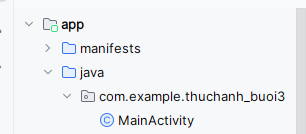 app
manifests
java
com.example.thuchanh_buoi3
MainActivity